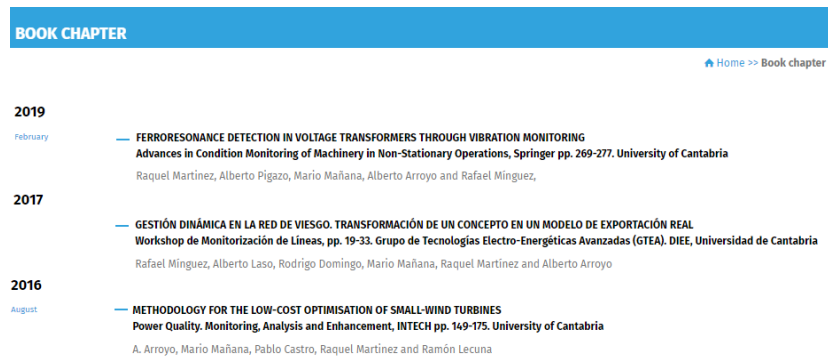 BOOK CHAPTER
Home >> Book chapter
2019
February
FERRORESONANCE DETECTION IN VOLTAGE TRANSFORMERS THROUGH VIBRATION MONITORING
Advances in Condition Monitoring of Machinery in Non-Stationary Operations, Springer pp. 269-277. University of Cantabria
Raquel Martinez, Alberto Pigazo, Mario Mañana, Alberto Arroyo and Rafael Minguez,
2017
GESTIÓN DINÁMICA EN LA RED DE VIESGO. TRANSFORMACIÓN DE UN CONCEPTO EN UN MODELO DE EXPORTACIÓN REAL
Workshop de Monitorización de Líneas, pp. 19-33. Grupo de Tecnologías Electro-Energéticas Avanzadas (GTEA). DIEE, Universidad de Cantabria
Rafael Minguez, Alberto Laso, Rodrigo Domingo, Mario Mañana, Raquel Martinez and Alberto Arroyo
2016
August
METHODOLOGY FOR THE LOW-COST OPTIMISATION OF SMALL-WIND TURBINES
Power Quality. Monitoring, Analysis and Enhancement, INTECH pp. 149-175. University of Cantabria
A. Arroyo, Mario Mañana, Pablo Castro, Raquel Martinez and Ramón Lecuna